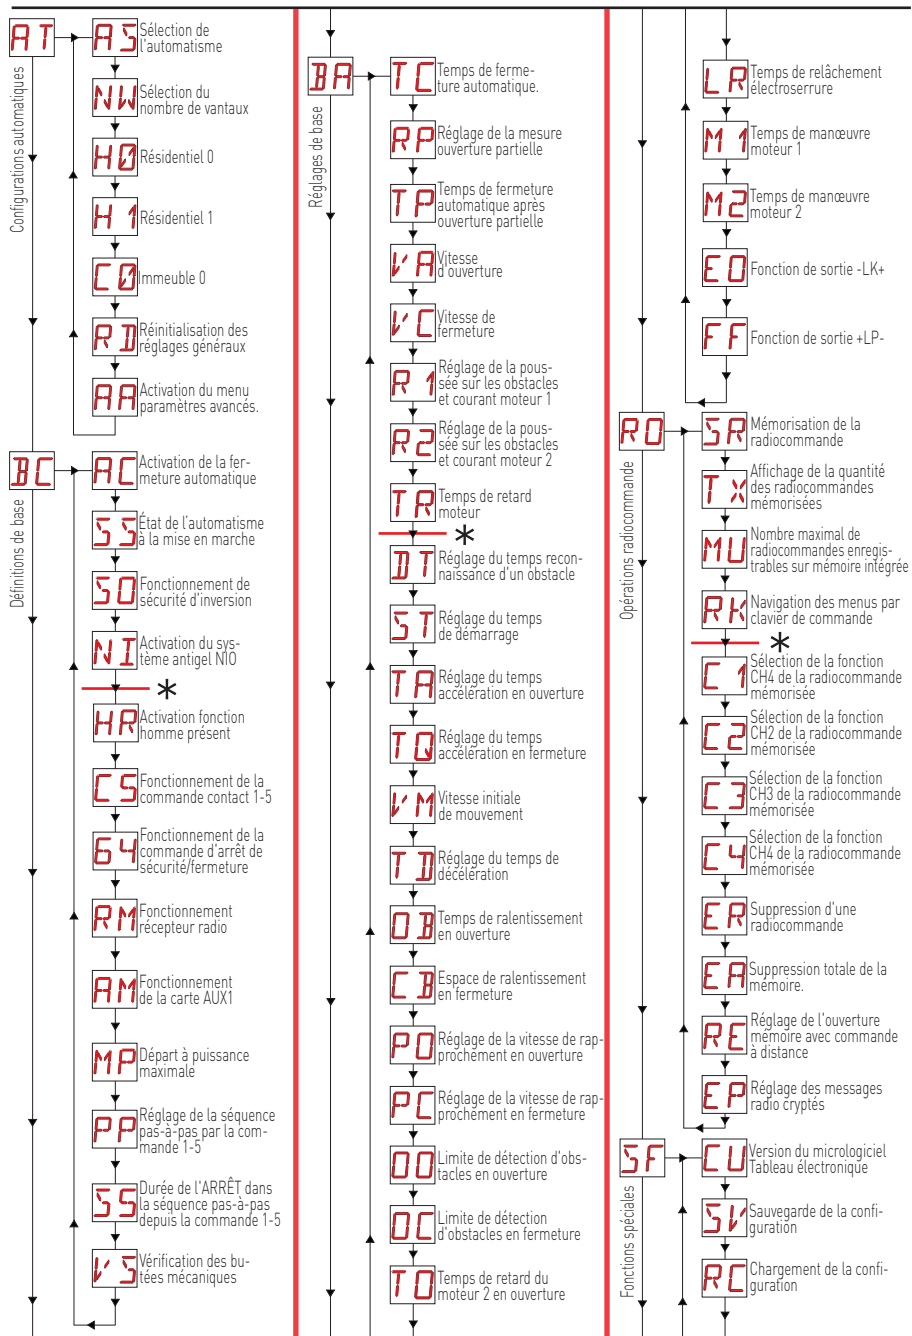 AT
Configurations automatiques
AS
Sélection de
l'automatisme
NW
Sélection du
nombre de vantaux
H0
Résidentiel 0
H1
Résidentiel 1
C0
Immeuble 0
RD
Réinitialisation des
réglages généraux
AA
Activation du menu
paramètres avancés.
BC
Définitions de base
AC
Activation de la fer-
meture automatique
SS
État de l'automatisme
à la mise en marche
SO
Fonctionnement de
sécurité d'inversion
NI
Activation du sys-
tème antigel NIO
*
HR
Activation fonction
homme présent
CS
Fonctionnement de la
commande contact 1-5
64
Fonctionnement de la
commande d'arrêt de
sécurité/fermeture
RM
Fonctionnement
récepteur radio
AM
Fonctionnement
de la carte AUX1
MP
Départ à puissance
maximale
PP
Réglage de la séquence
pas-à-pas par la com-
mande 1-5
S5
Durée de l'ARRÊT dans
la séquence pas-à-pas
depuis la commande 1-5
VS
Vérification des bu-
tées mécaniques
BA
Réglages de base
TC
Temps de ferme-
ture automatique.
RP
Réglage de la mesure
ouverture partielle
TP
Temps de fermeture
automatique après
ouverture partielle
VA
Vitesse
d'ouverture
VC
Vitesse de
fermeture
R1
Réglage de la pous-
sée sur les obstacles
et courant moteur 1
R2
Réglage de la pous-
sée sur les obstacles
et courant moteur 2
TR
Temps de retard
moteur
*
DT
Réglage du temps recon-
naissance d'un obstacle
ST
Réglage du temps
de démarrage
TA
Réglage du temps
accélération en ouverture
TQ
Réglage du temps
accélération en fermeture
VM
Vitesse initiale
de mouvement
TD
Réglage du temps de
décélération
OB
Temps de ralentissement
en ouverture
CB
Espace de ralentissement
en fermeture
PO
Réglage de la vitesse de rap-
prochement en ouverture
PC
Réglage de la vitesse de rap-
prochement en fermeture
OO
Limite de détection d'obs-
tacles en ouverture
OC
Limite de détection
d'obstacles en fermeture
TO
Temps de retard du
moteur 2 en ouverture
LR
Temps de relâchement
électroserrure
M1
Temps de manœuvre
moteur 1
M2
Temps de manœuvre
moteur 2
EO
Fonction de sortie -LK+
FF
Fonction de sortie +LP-
RO
Opérations radiocommande
SR
Mémorisation de la
radiocommande
TX
Affichage de la quantité
des radiocommandes
mémorisées
MU
Nombre maximal de
radiocommandes enregis-
trables sur mémoire intégrée
RK
Navigation des menus par
clavier de commande
*
C1
Sélection de la fonction
CH4 de la radiocommande
mémorisée
C2
Sélection de la fonction
CH2 de la radiocommande
mémorisée
C3
Sélection de la fonction
CH3 de la radiocommande
mémorisée
C4
Sélection de la fonction
CH4 de la radiocommande
mémorisée
ER
Suppression d'une
radiocommande
EA
Suppression totale de la
mémoire.
RE
Réglage de l'ouverture
mémoire avec commande
à distance
EP
Réglage des messages
radio cryptés
SF
Fonctions spéciales
CU
Version du micrologiciel
Tableau électronique
SV
Sauvegarde de la confi-
guration
RC
Chargement de la confi-
guration